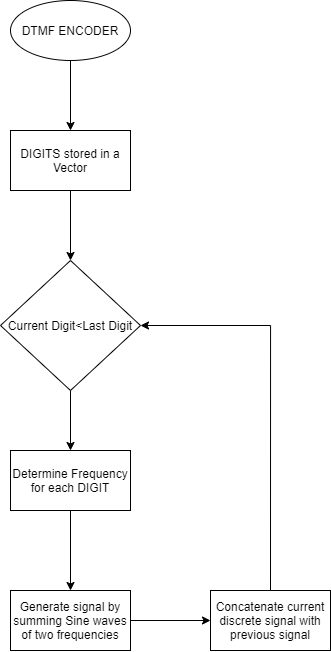 DTMF ENCODER
DIGITS stored in a
Vector
Current Digit<Last Digit
Determine Frequency
for each DIGIT
Generate signal by
summing Sine waves
of two frequencies
Concatenate current
discrete signal with
previous signal